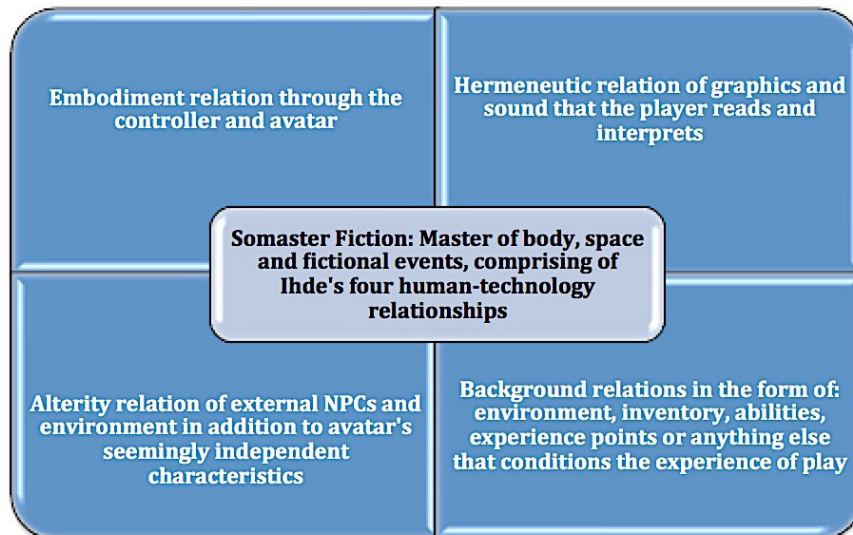 Embodiment relation through the
controller and avatar
Hermeneutic relation of graphics and
sound that the player reads and
interprets
Somaster Fiction: Master of body, space
and fictional events, comprising of
Ihde's four human-technology
relationships
Alterity relation of external NPCs and
environment in addition to avatar's
seemingly independent
characteristics
Background relations in the form of:
environment, inventory, abilities,
experience points or anything else
that conditions the experience of play